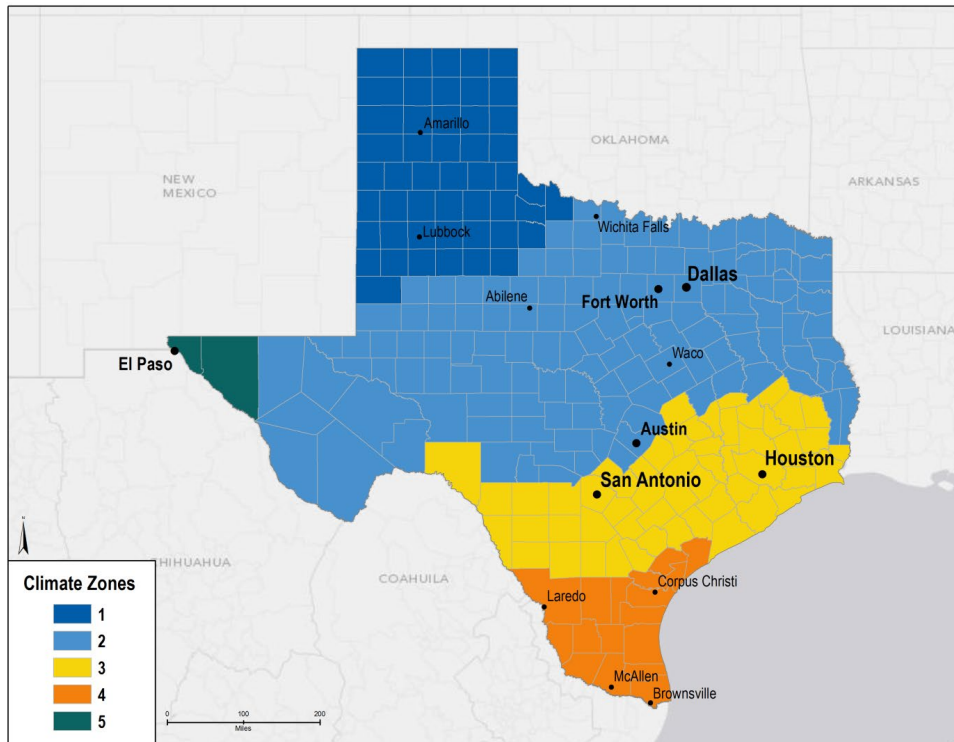 OKLAHOMA
NEW
MEXICO
ARKANSAS
LOUISIANA
CHIHUAHUA
COAHUILA
Amarillo
Lubbock
Wichita Falls
Dallas
Fort Worth
Abilene
El Paso
Waco
Austin
Houston
San Antonio
Corpus Christi
Laredo
McAllen
Brownsville
N
Climate Zones
1
2
3
4
5
0 100 200
Miles